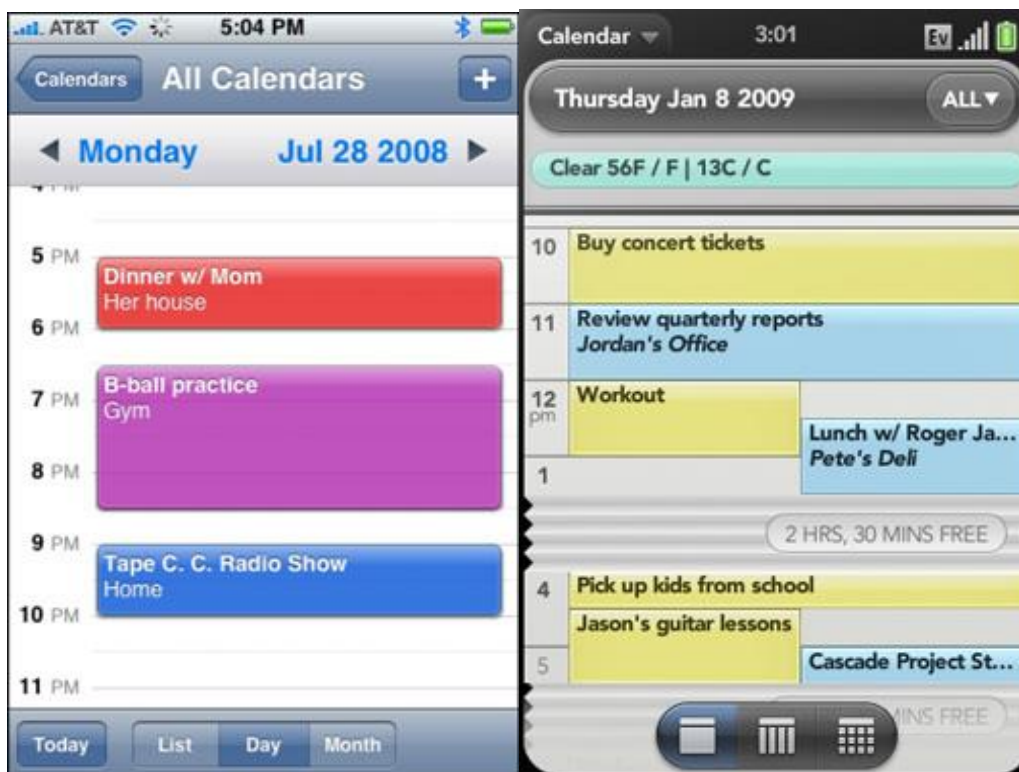 AT&T 5:04 PM
Calendars All Calendars +
Monday Jul 28 2008
5 PM
Dinner w/ Mom
Her house
6 PM
B-ball practice
7 PM
Gym
8 PM
9 PM
Tape C. C. Radio Show
Home
10 PM
11 PM
Today List Day Month
Calendar 3:01 Ev
Thursday Jan 8 2009 ALL
Clear 56F / F | 13C / C
10 Buy concert tickets
11 Review quarterly reports
Jordan's Office
12 Workout
pm
Lunch w/ Roger Ja...
Pete's Deli
1
2 HRS, 30 MINS FREE
4 Pick up kids from school
Jason's guitar lessons
5 Cascade Project St...
MINS FREE